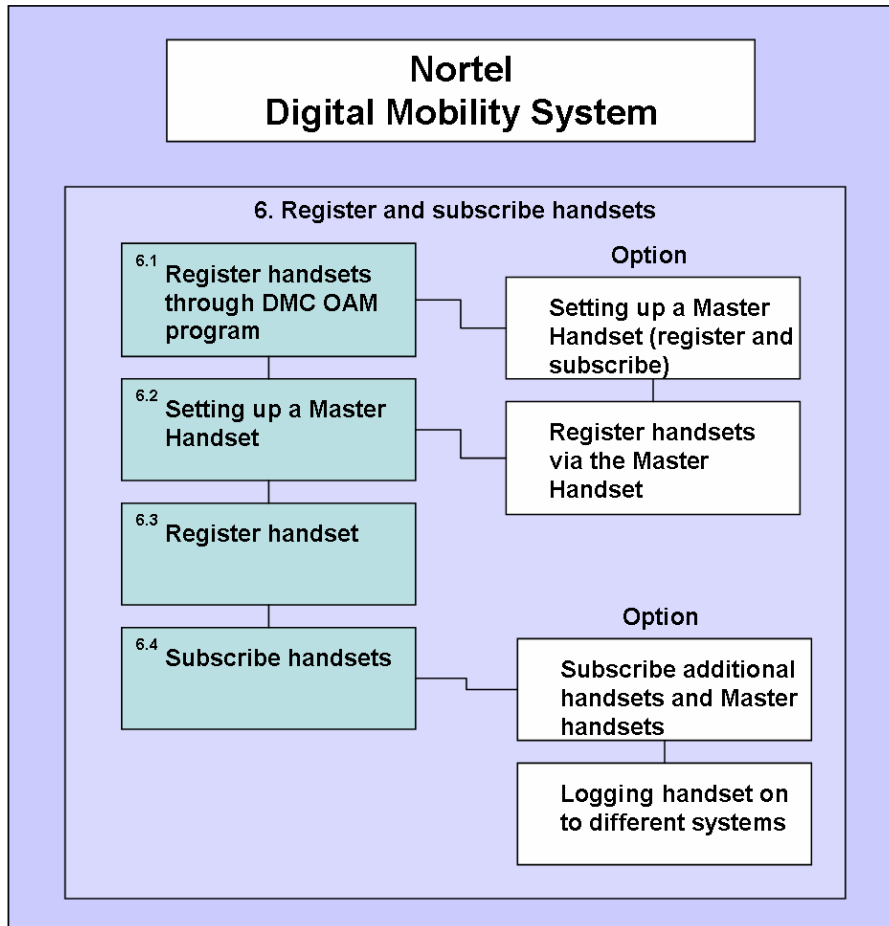 Nortel
Digital Mobility System
6. Register and subscribe handsets
6.1 Register handsets
through DMC OAM
program
Option
Setting up a Master
Handset (register and
subscribe)
6.2 Setting up a Master
Handset
Register handsets
via the Master
Handset
6.3 Register handset
6.4 Subscribe handsets
Option
Subscribe additional
handsets and Master
handsets
Logging handset on
to different systems